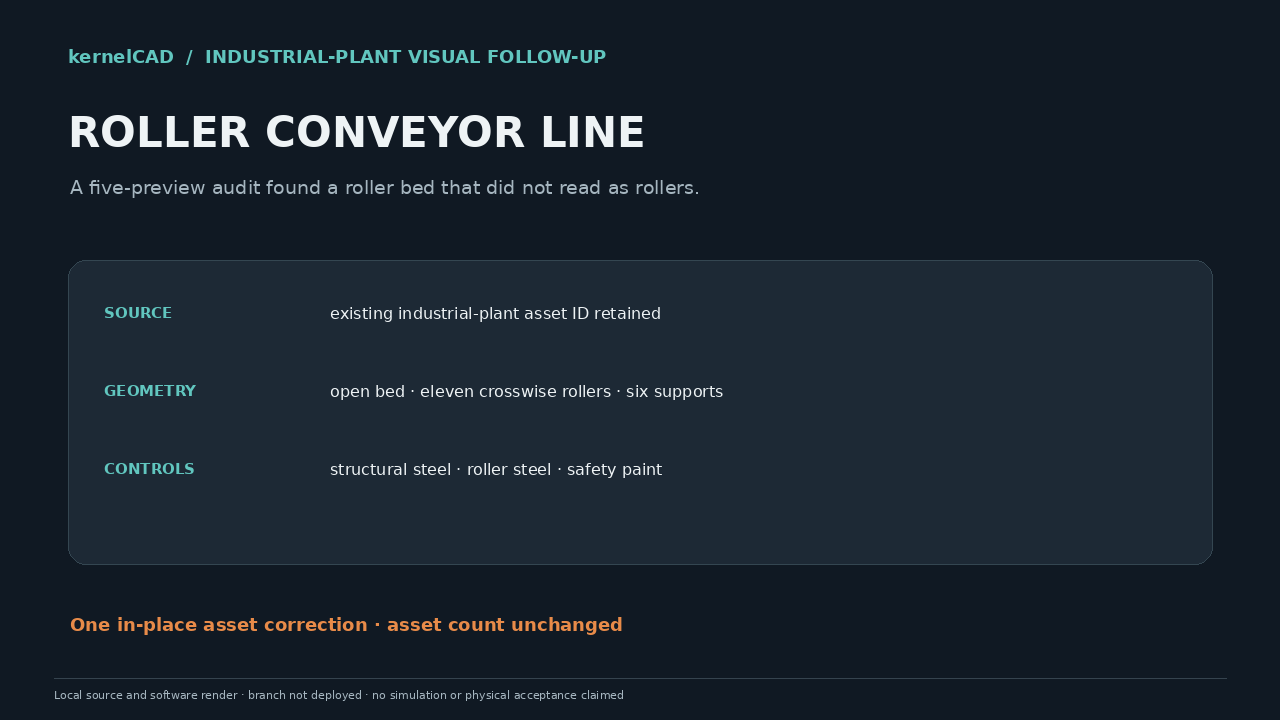 kernelCAD / INDUSTRIAL-PLANT VISUAL FOLLOW-UP
ROLLER CONVEYOR LINE
A five-preview audit found a roller bed that did not read as rollers.
SOURCE existing industrial-plant asset ID retained
GEOMETRY open bed · eleven crosswise rollers · six supports
CONTROLS structural steel · roller steel · safety paint
One in-place asset correction · asset count unchanged
Local source and software render · branch not deployed · no simulation or physical acceptance claimed